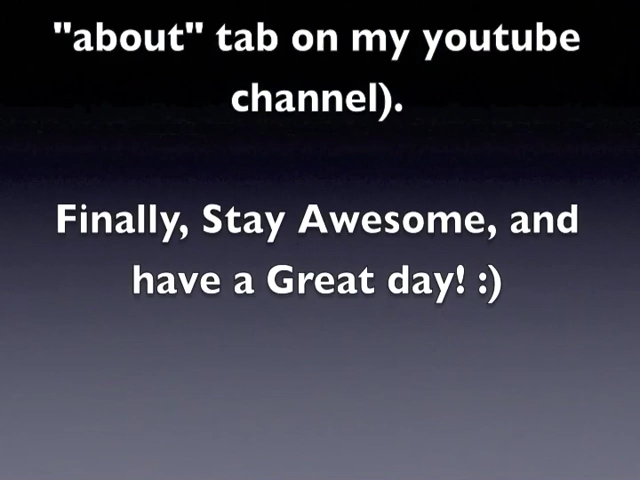 "about" tab on my youtube
channel).
Finally, Stay Awesome, and
have a Great day! :)